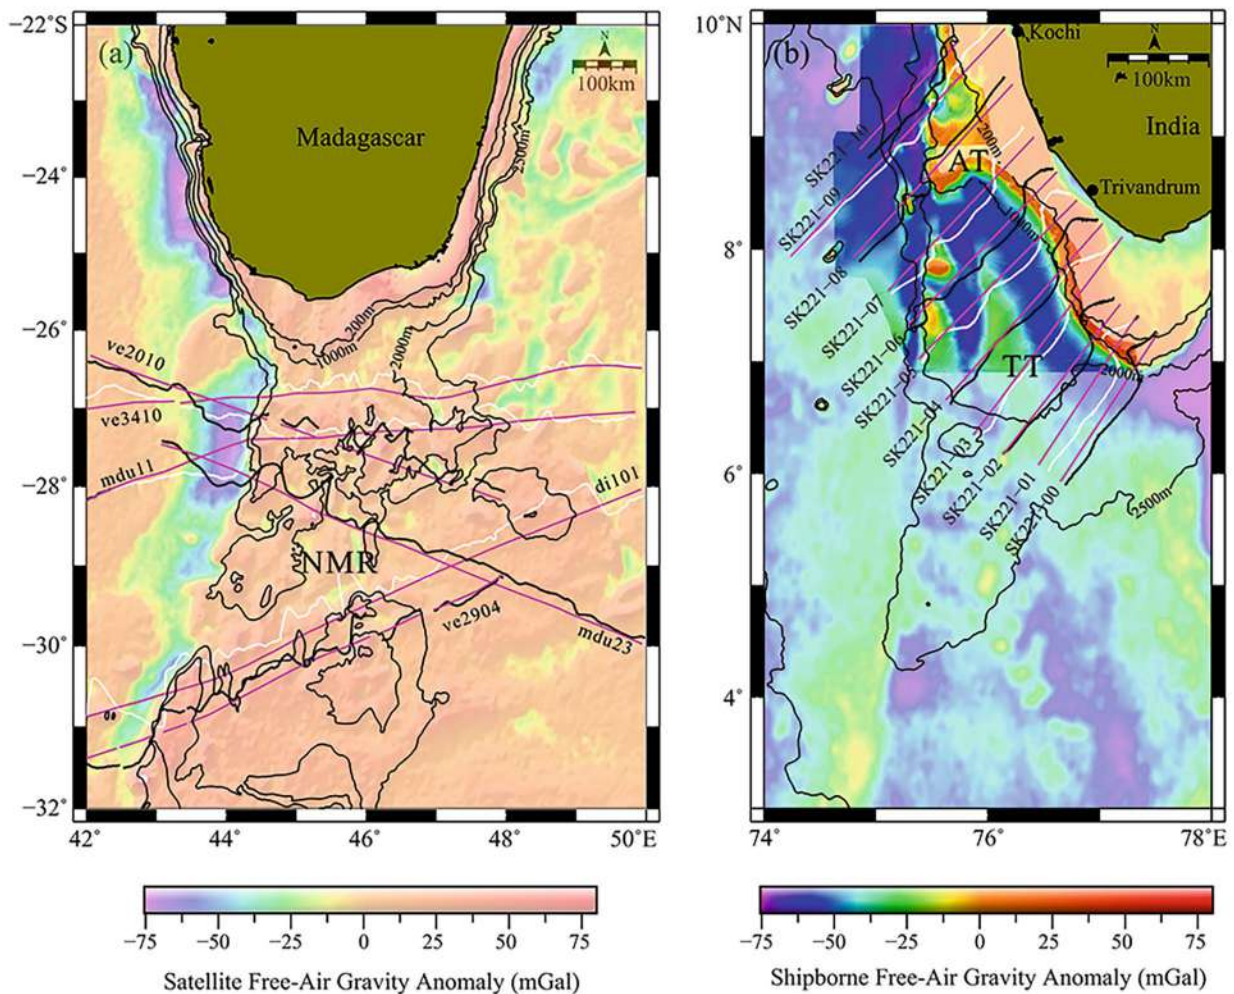 (a)
N
100km
Madagascar
2500m
200m
1000m
2000m
ve2010
ve3410
mdu11
di101
NMR
ve2904
mdu23
−22°S
−24°
−26°
−28°
−30°
−32°
42
44
46
48
50°E
−75 −50 −25 0 25 50 75
Satellite Free-Air Gravity Anomaly (mGal)
(b)
Kochi
N
100km
India
200m
AT
Trivandrum
1000m
SK221−10
SK221−09
SK221−08
SK221−07
SK221−06
SK221−05
SK221−04
SK221−03
SK221−02
SK221−01
SK221−00
TT
2000m
2500m
10°N
8°
6°
4°
74°
76°
78°E
−75 −50 −25 0 25 50 75
Shipborne Free-Air Gravity Anomaly (mGal)